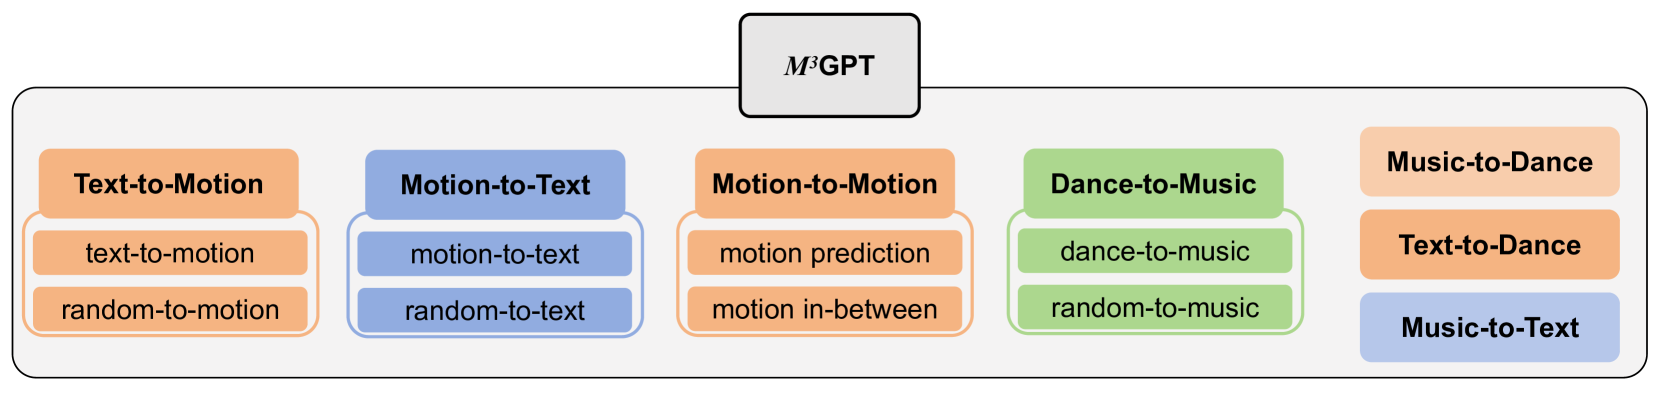 M³GPT
Text-to-Motion
text-to-motion
random-to-motion
Motion-to-Text
motion-to-text
random-to-text
Motion-to-Motion
motion prediction
motion in-between
Dance-to-Music
dance-to-music
random-to-music
Music-to-Dance
Text-to-Dance
Music-to-Text